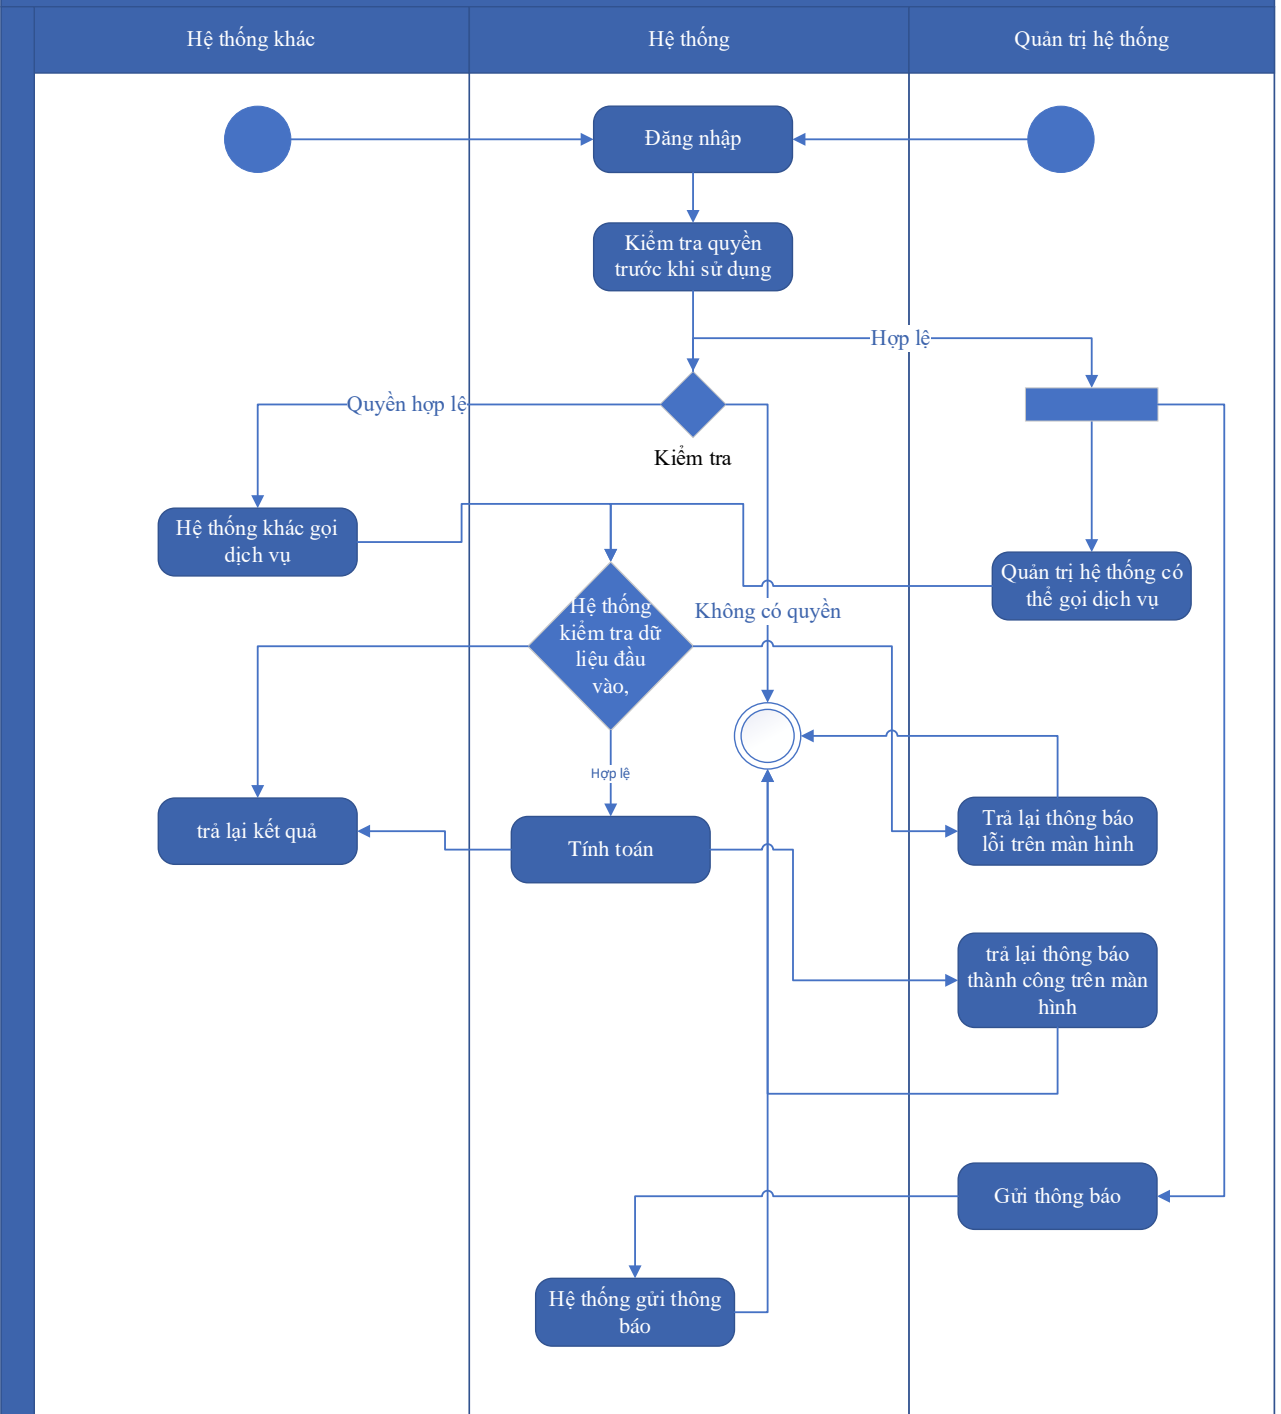 Hệ thống khác
Hệ thống
Quản trị hệ thống
Đăng nhập
Kiểm tra quyền
trước khi sử dụng
Hợp lệ
Quyền hợp lệ
Kiểm tra
Hệ thống khác gọi
dịch vụ
Quản trị hệ thống có
thể gọi dịch vụ
Hệ thống
kiểm tra dữ
liệu đầu
vào,
Không có quyền
Hợp lệ
trả lại kết quả
Tính toán
Trả lại thông báo
lỗi trên màn hình
trả lại thông báo
thành công trên màn
hình
Gửi thông báo
Hệ thống gửi thông
báo